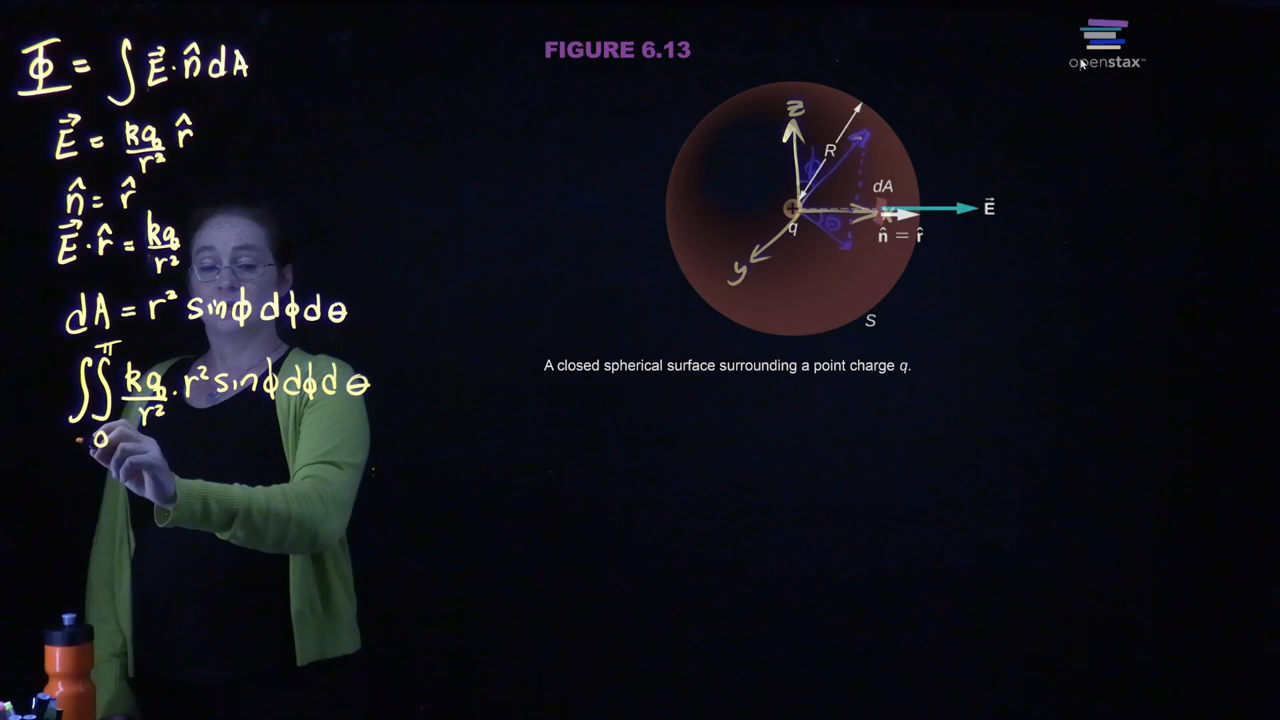 Φ = ∫ E⃗ · n̂ dA
E⃗ = kq/r² r̂
n̂ = r̂
E⃗ · r̂ = kq/r²
dA = r² sinϕ dϕ dθ
∫∫₀^π kq/r² · r² sinϕ dϕ dθ
FIGURE 6.13
openstax™
z
R
ϕ
dA
E⃗
q
θ
x
n̂ = r̂
y
S
A closed spherical surface surrounding a point charge q.